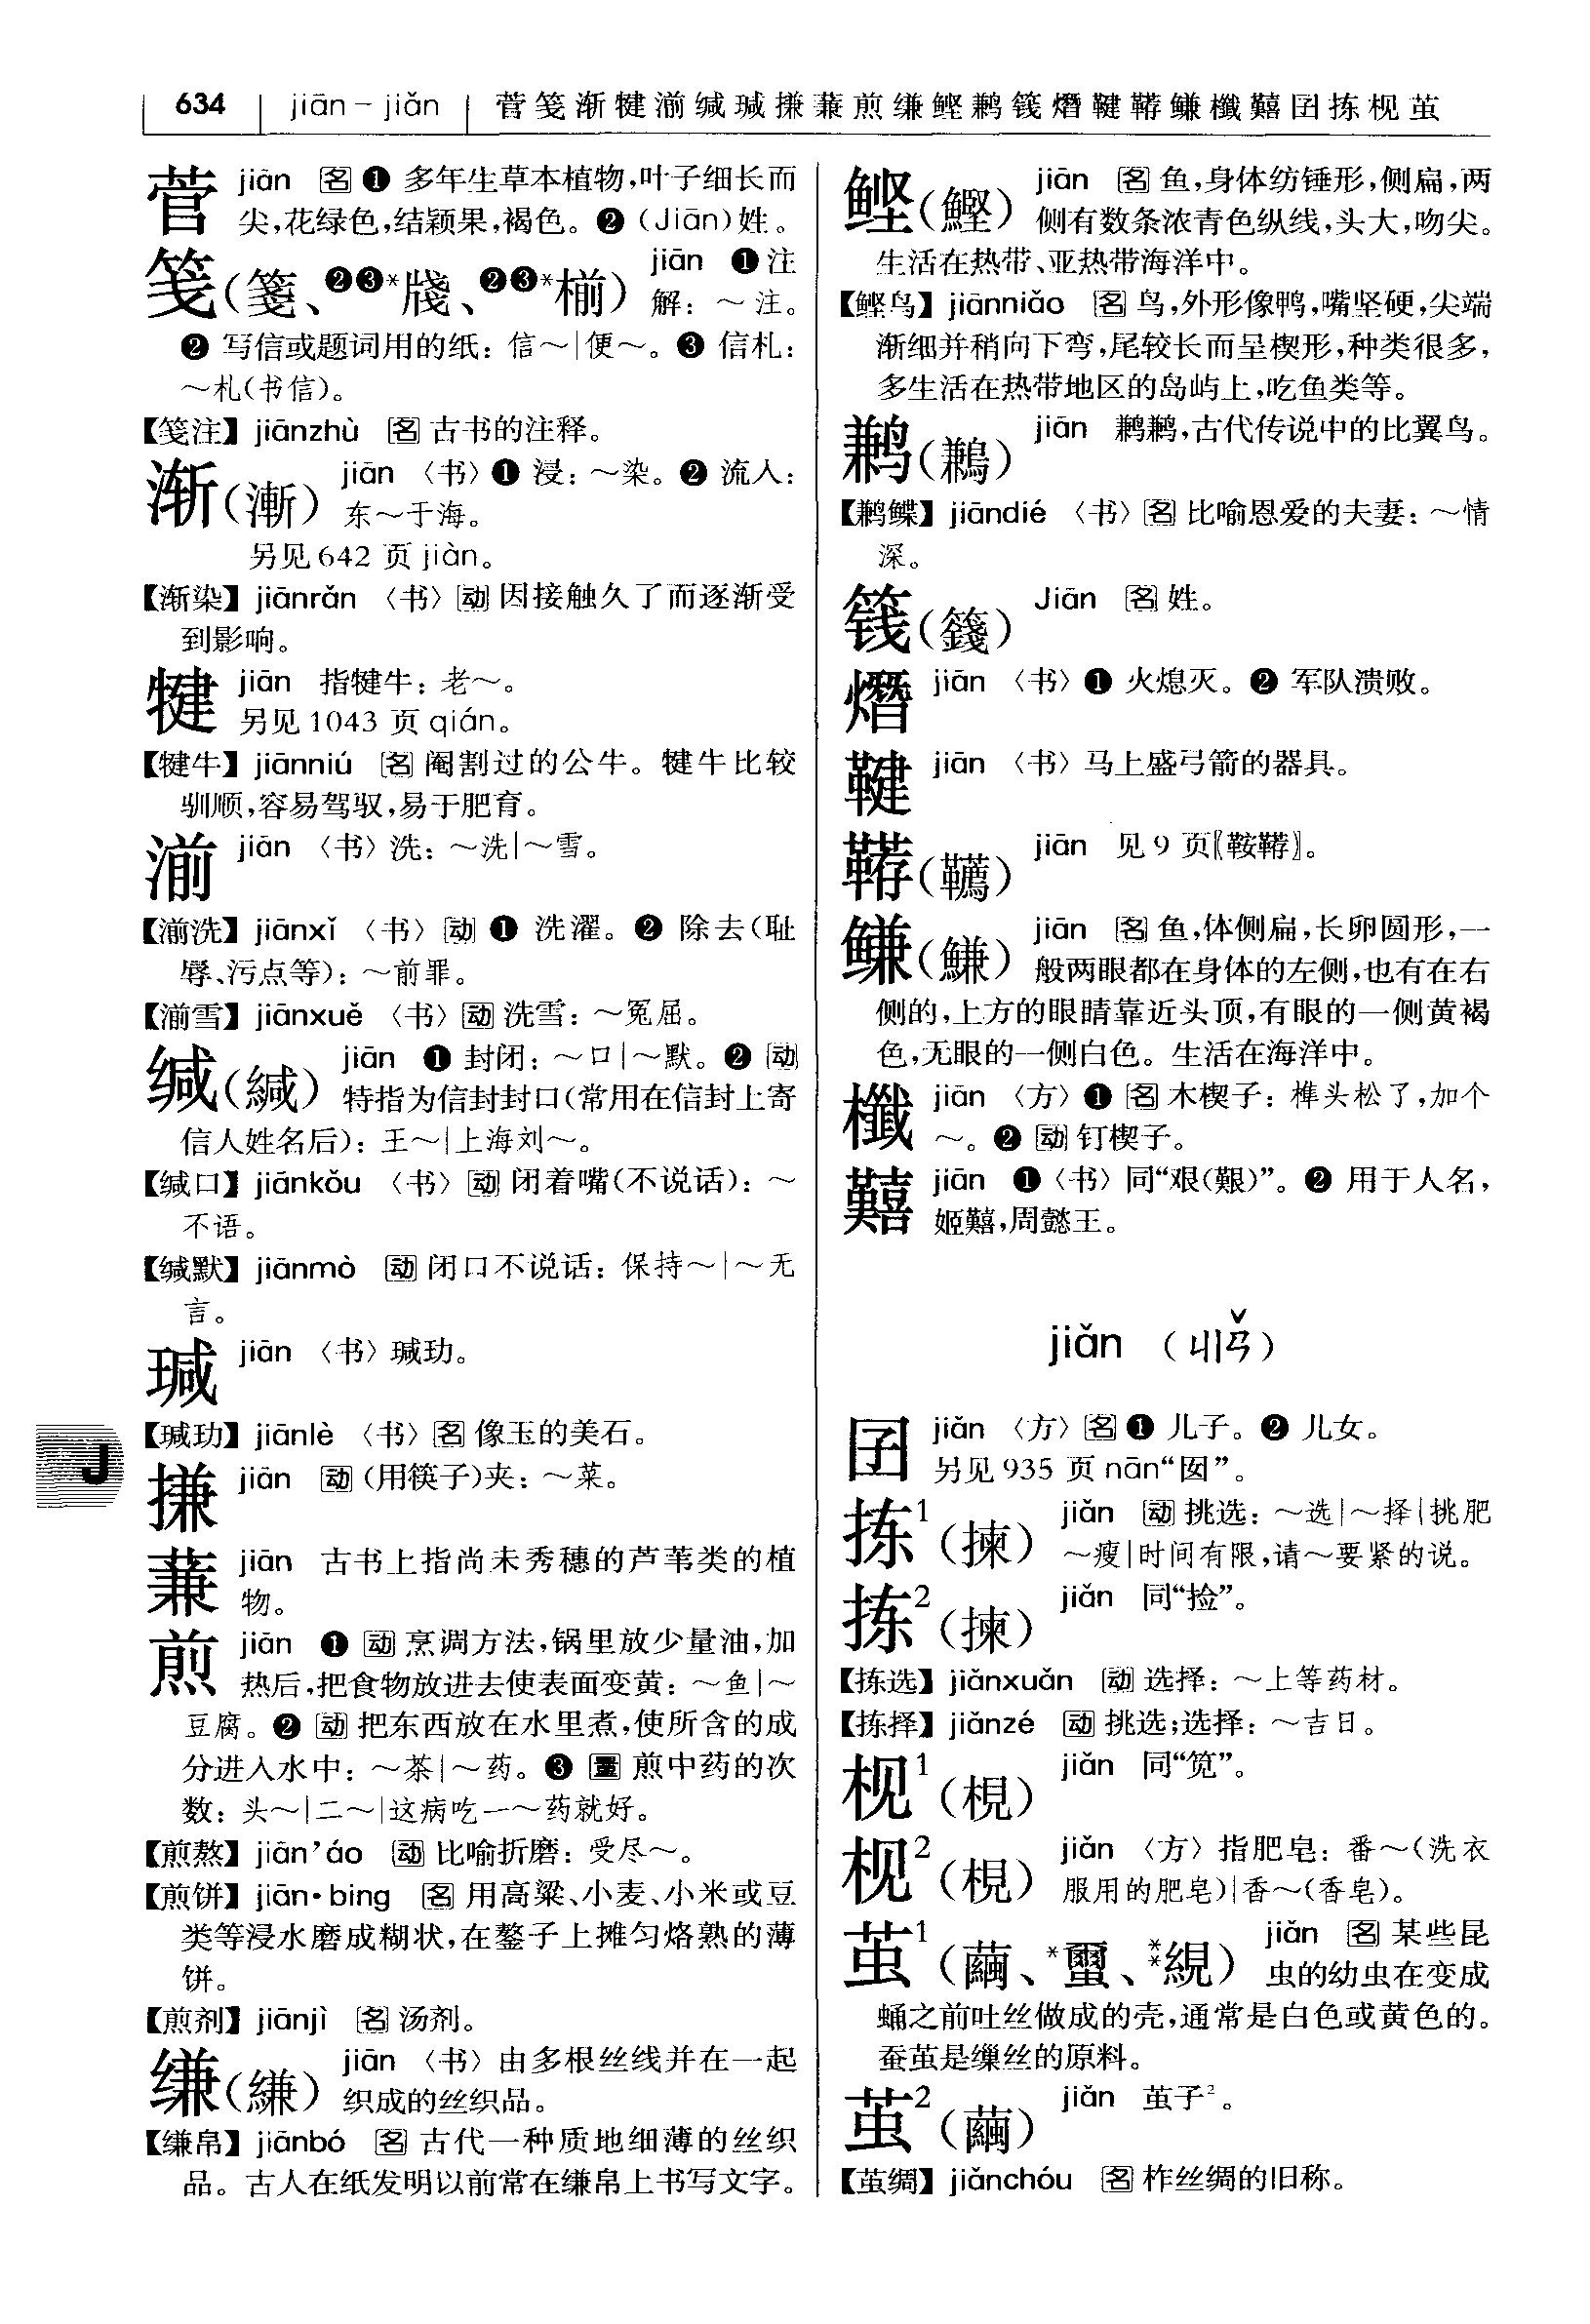 634 jiān – jiǎn 菅笺渐犍湔缄瑊搛蒹煎缣鲣鹣篯熸鞬鞯鳒櫼鼘囝拣枧茧
菅 jiān 名 ❶ 多年生草本植物,叶子细长而
尖,花绿色,结颖果,褐色。❷ (Jiān)姓。
笺(箋、❷❸*牋、❷❸*椾) jiān ❶注
解:～注。
❷ 写信或题词用的纸:信～|便～。❸ 信札:
～札(书信)。
【笺注】 jiānzhù 名 古书的注释。
渐(漸) jiān 〈书〉❶ 浸:～染。❷ 流入:
东～于海。
另见 642 页 jiàn。
【渐染】 jiānrǎn 〈书〉动 因接触久了而逐渐受
到影响。
犍 jiān 指犍牛:老～。
另见 1043 页 qián。
【犍牛】 jiānniú 名 阉割过的公牛。犍牛比较
驯顺,容易驾驭,易于肥育。
湔 jiān 〈书〉洗:～洗|～雪。
【湔洗】 jiānxǐ 〈书〉动 ❶ 洗濯。❷ 除去(耻
辱、污点等):～前罪。
【湔雪】 jiānxuě 〈书〉动 洗雪:～冤屈。
缄(緘) jiān ❶ 封闭:～口|～默。❷ 动
特指为信封封口(常用在信封上寄
信人姓名后):王～|上海刘～。
【缄口】 jiānkǒu 〈书〉动 闭着嘴(不说话):～
不语。
【缄默】 jiānmò 动 闭口不说话:保持～|～无
言。
瑊 jiān 〈书〉瑊玏。
【瑊玏】 jiānlè 〈书〉名 像玉的美石。
搛 jiān 动 (用筷子)夹:～菜。
蒹 jiān 古书上指尚未秀穗的芦苇类的植
物。
煎 jiān ❶ 动 烹调方法,锅里放少量油,加
热后,把食物放进去使表面变黄:～鱼|～
豆腐。❷ 动 把东西放在水里煮,使所含的成
分进入水中:～茶|～药。❸ 量 煎中药的次
数:头～|二～|这病吃一～药就好。
【煎熬】 jiān'áo 动 比喻折磨:受尽～。
【煎饼】 jiān·bing 名 用高粱、小麦、小米或豆
类等浸水磨成糊状,在鏊子上摊匀烙熟的薄
饼。
【煎剂】 jiānjì 名 汤剂。
缣(縑) jiān 〈书〉由多根丝线并在一起
织成的丝织品。
【缣帛】 jiānbó 名 古代一种质地细薄的丝织
品。古人在纸发明以前常在缣帛上书写文字。
J
鲣(鰹) jiān 名 鱼,身体纺锤形,侧扁,两
侧有数条浓青色纵线,头大,吻尖。
生活在热带、亚热带海洋中。
【鲣鸟】 jiānniǎo 名 鸟,外形像鸭,嘴坚硬,尖端
渐细并稍向下弯,尾较长而呈楔形,种类很多,
多生活在热带地区的岛屿上,吃鱼类等。
鹣(鶼) jiān 鹣鹣,古代传说中的比翼鸟。
【鹣鲽】 jiāndié 〈书〉名 比喻恩爱的夫妻:～情
深。
篯(籛) Jiān 名 姓。
熸 jiān 〈书〉❶ 火熄灭。❷ 军队溃败。
鞬 jiān 〈书〉马上盛弓箭的器具。
鞯(韉) jiān 见 9 页〖鞍鞯〗。
鳒(鰜) jiān 名 鱼,体侧扁,长卵圆形,一
般两眼都在身体的左侧,也有在右
侧的,上方的眼睛靠近头顶,有眼的一侧黄褐
色,无眼的一侧白色。生活在海洋中。
櫼 jiān 〈方〉❶ 名 木楔子:榫头松了,加个
～。❷ 动 钉楔子。
囏 jiān ❶〈书〉同“艰(艱)”。❷ 用于人名,
姬囏,周懿王。
jiǎn (ㄐㄧㄢˇ)
囝 jiǎn 〈方〉名 ❶ 儿子。❷ 儿女。
另见 935 页 nān“囡”。
拣¹(揀) jiǎn 动 挑选:～选|～择|挑肥
～瘦|时间有限,请～要紧的说。
拣²(揀) jiǎn 同“捡”。
【拣选】 jiǎnxuǎn 动 选择:～上等药材。
【拣择】 jiǎnzé 动 挑选;选择:～吉日。
枧¹(梘) jiǎn 同“笕”。
枧²(梘) jiǎn 〈方〉指肥皂:番～(洗衣
服用的肥皂)|香～(香皂)。
茧¹(繭、*蠒、**絸) jiǎn 名 某些昆
虫的幼虫在变成
蛹之前吐丝做成的壳,通常是白色或黄色的。
蚕茧是缫丝的原料。
茧²(繭) jiǎn 茧子²。
【茧绸】 jiǎnchóu 名 柞丝绸的旧称。